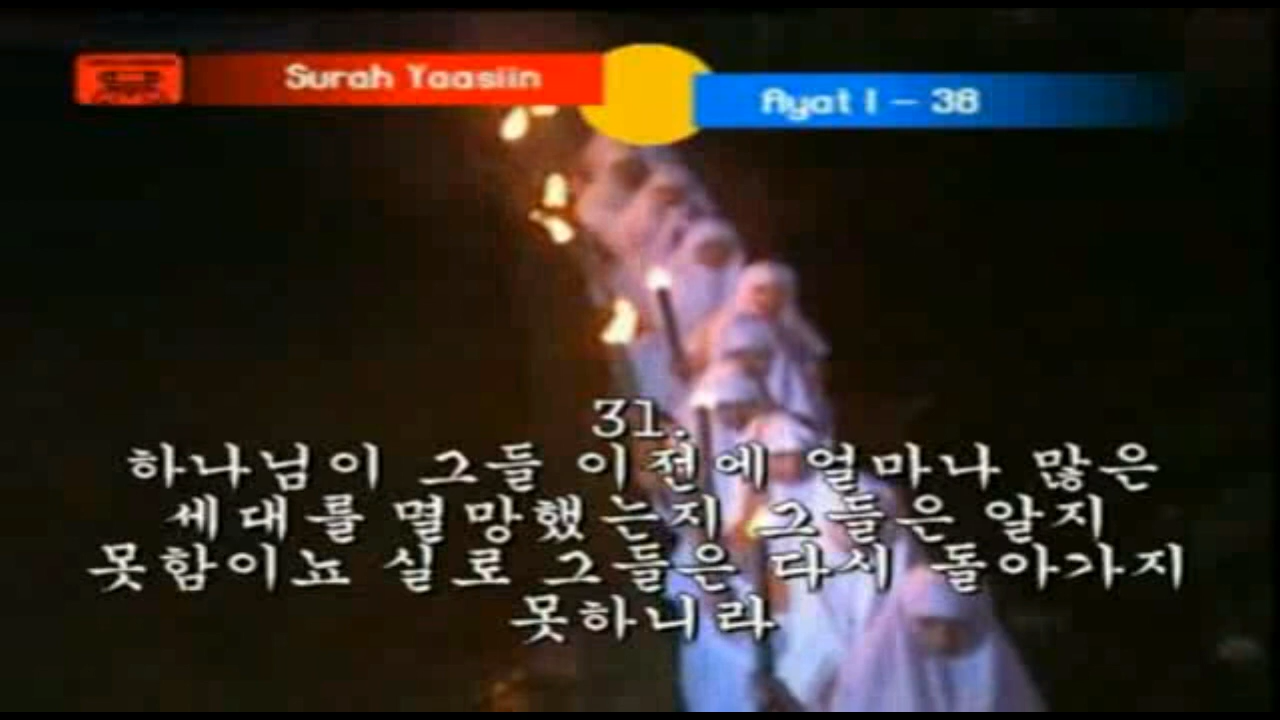 Surah Yaasiin
Ayat 1 - 38
31.
하나님이 그들 이전에 얼마나 많은
세대를 멸망했는지 그들은 알지
못함이뇨 실로 그들은 다시 돌아가지
못하니라